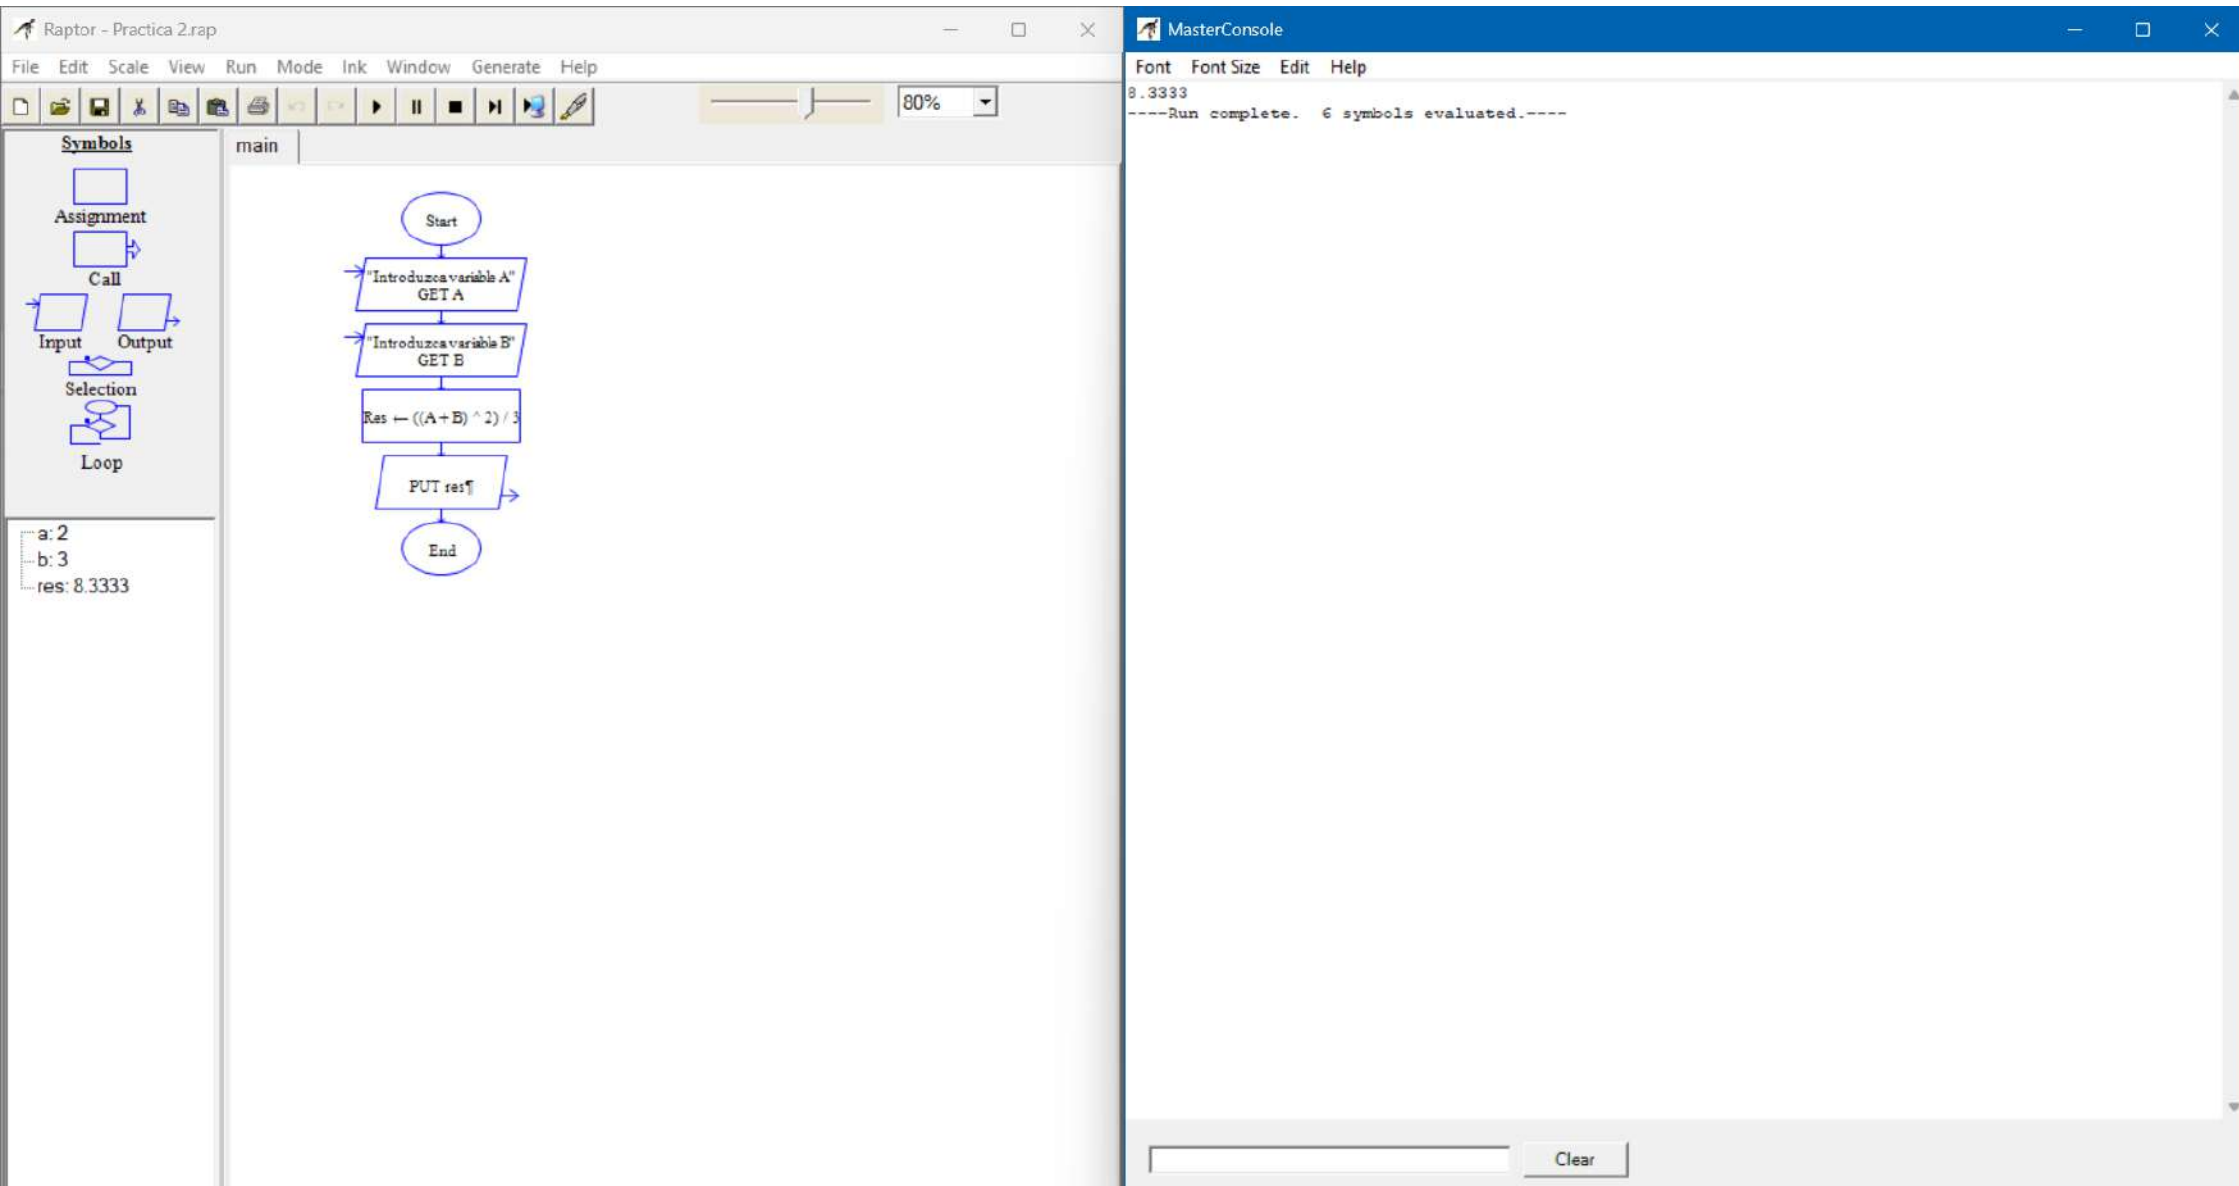 Raptor - Practica 2.rap
File Edit Scale View Run Mode Ink Window Generate Help
80%
Symbols
Assignment
Call
Input Output
Selection
Loop
a: 2
b: 3
res: 8.3333
main
Start
"Introduzca variable A"
GET A
"Introduzca variable B"
GET B
Res ← ((A+B) ^ 2) / 3
PUT res¶
End
MasterConsole
Font Font Size Edit Help
8.3333
----Run complete. 6 symbols evaluated.----
Clear